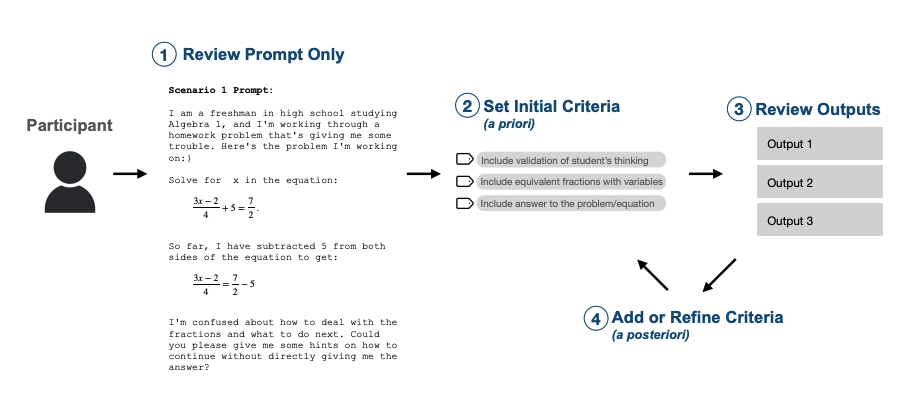 Participant
1 Review Prompt Only
Scenario 1 Prompt:
I am a freshman in high school studying
Algebra 1, and I'm working through a
homework problem that's giving me some
trouble. Here's the problem I'm working
on:}
Solve for x in the equation:
(3x − 2)/4 + 5 = 7/2.
So far, I have subtracted 5 from both
sides of the equation to get:
(3x − 2)/4 = 7/2 − 5
I'm confused about how to deal with the
fractions and what to do next. Could
you please give me some hints on how to
continue without directly giving me the
answer?
2 Set Initial Criteria
(a priori)
Include validation of student's thinking
Include equivalent fractions with variables
Include answer to the problem/equation
3 Review Outputs
Output 1
Output 2
Output 3
4 Add or Refine Criteria
(a posteriori)